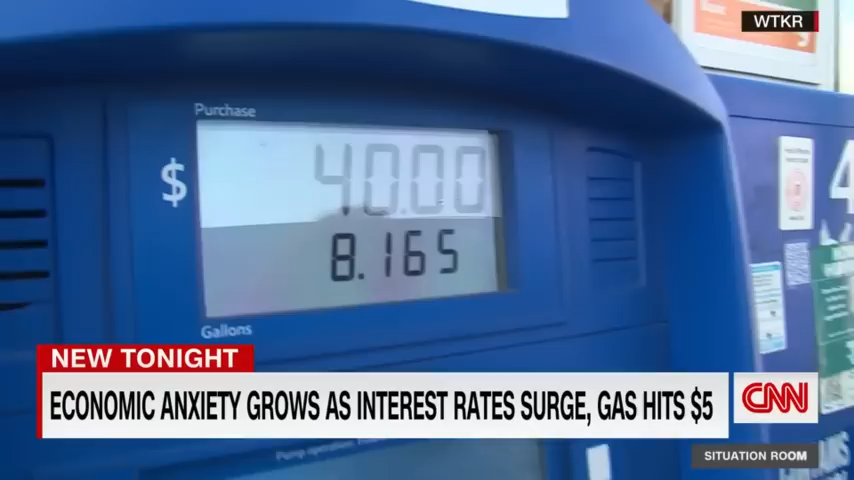 WTKR
Purchase
$ 40.00
8.165
Gallons
4
NEW TONIGHT
ECONOMIC ANXIETY GROWS AS INTEREST RATES SURGE, GAS HITS $5
CNN
SITUATION ROOM